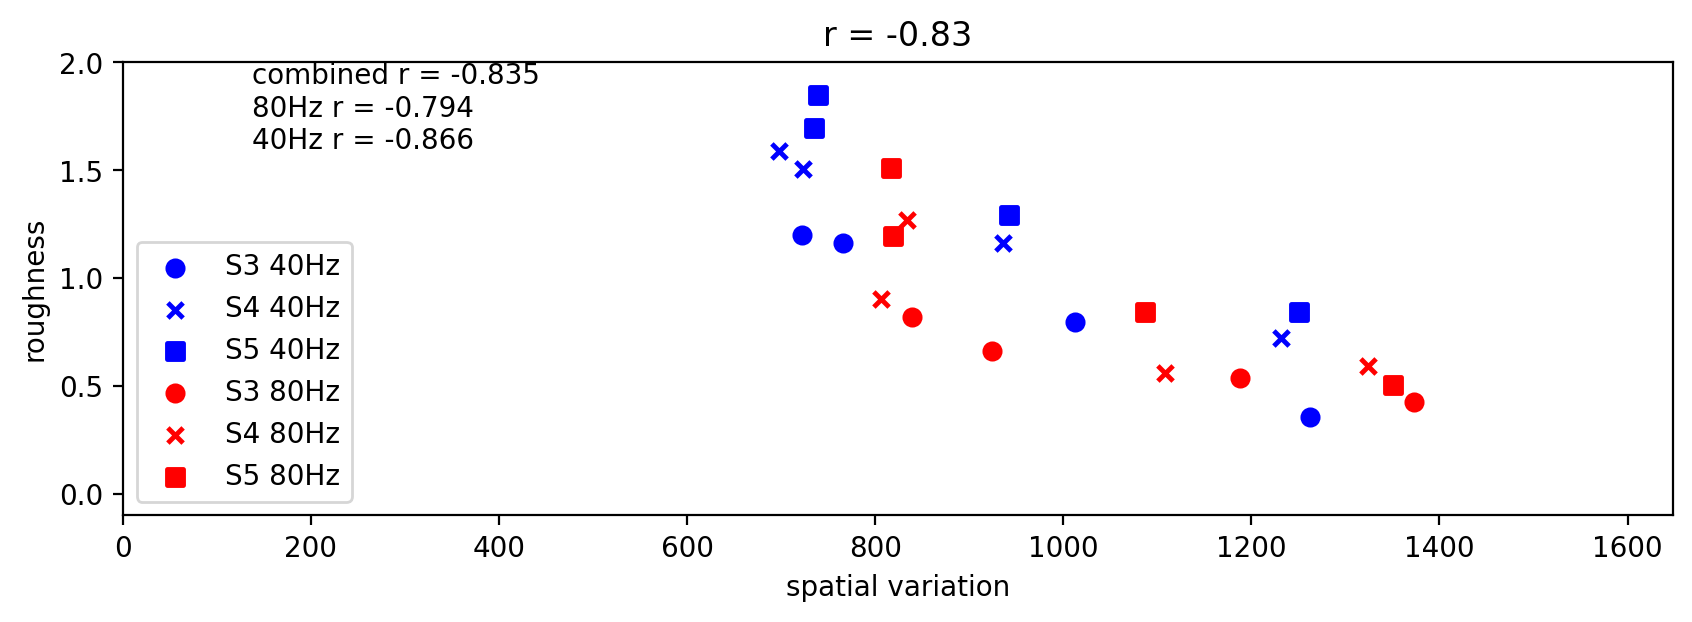 r = -0.83
combined r = -0.835
80Hz r = -0.794
40Hz r = -0.866
2.0
1.5
1.0
0.5
0.0
roughness
S3 40Hz
S4 40Hz
S5 40Hz
S3 80Hz
S4 80Hz
S5 80Hz
0 200 400 600 800 1000 1200 1400 1600
spatial variation